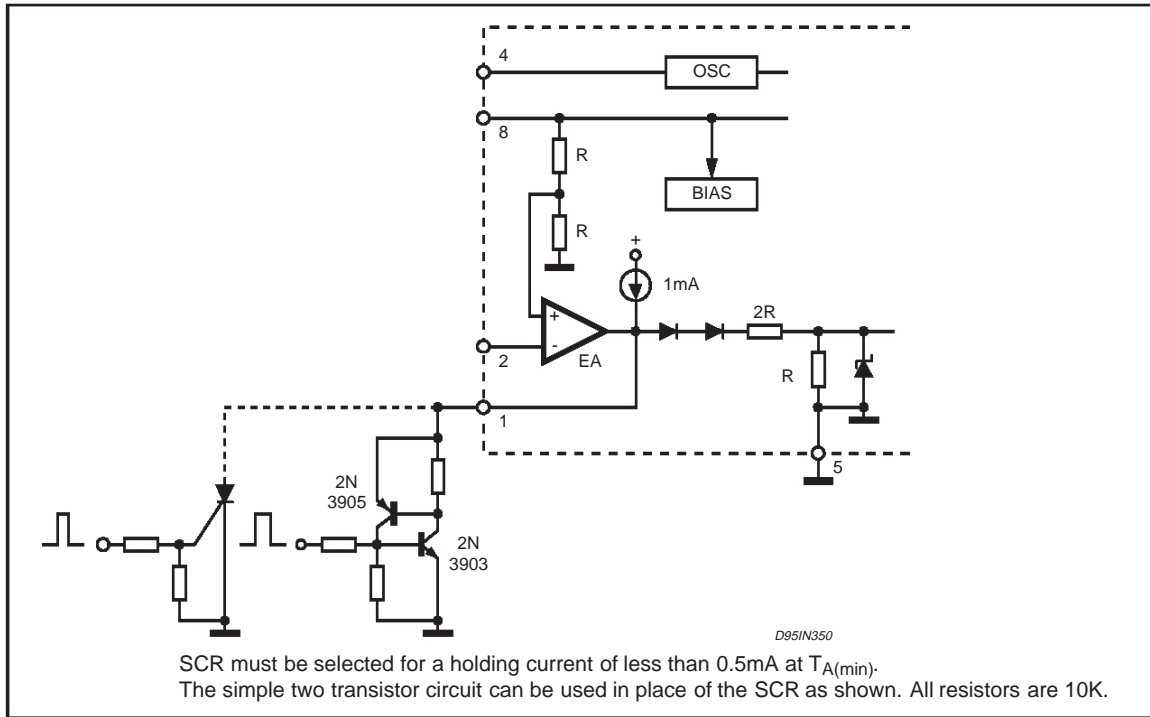 4
OSC
8
R
BIAS
R
+
1mA
+
2R
-
EA
2
R
1
5
2N
3905
2N
3903
D95IN350
SCR must be selected for a holding current of less than 0.5mA at TA(min).
The simple two transistor circuit can be used in place of the SCR as shown. All resistors are 10K.